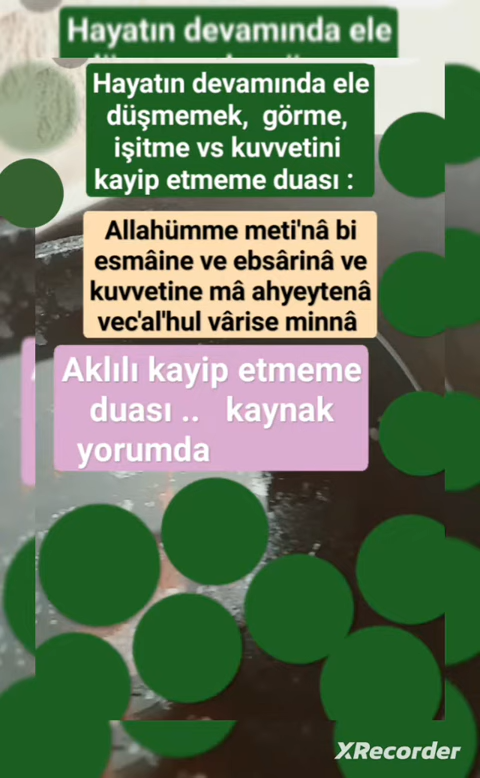 Hayatın devamında ele
Hayatın devamında ele
düşmemek, görme,
işitme vs kuvvetini
kayip etmeme duası :
Allahümme meti'nâ bi
esmâine ve ebsârinâ ve
kuvvetine mâ ahyeytenâ
vec'al'hul vârise minnâ
Aklılı kayip etmeme
duası .. kaynak
yorumda
XRecorder